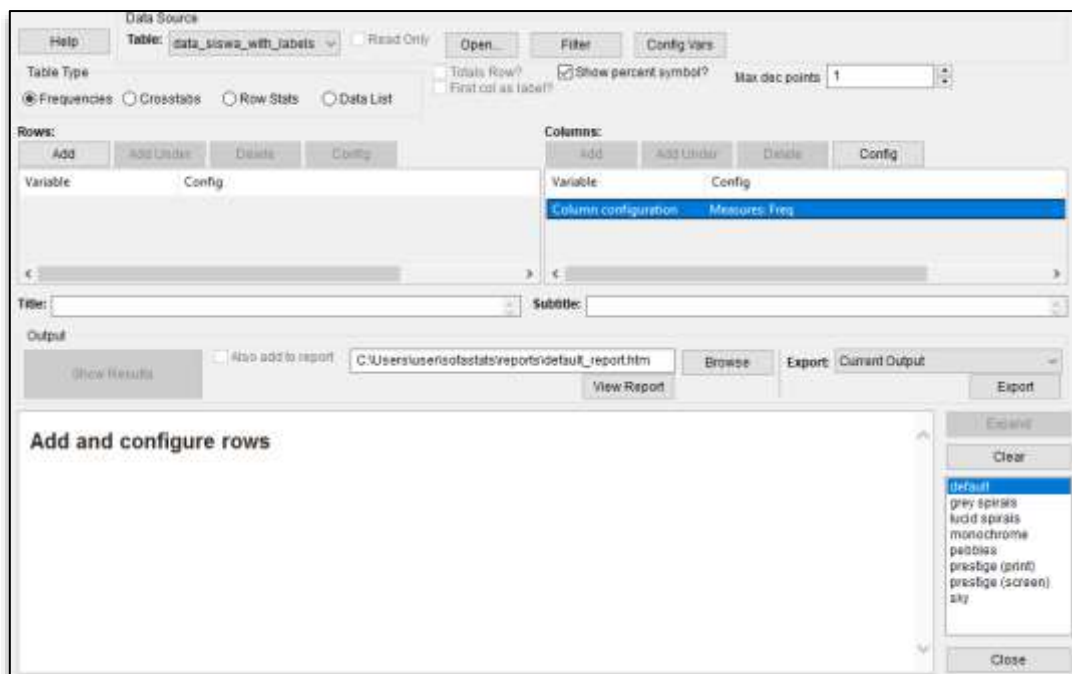 Data Source
Help Table: data_siswa_with_labels Read Only Open... Filter Config Vars
Table Type
Totals Row? Show percent symbol? Max dec points 1
First col as label?
Frequencies Crosstabs Row Stats Data List
Rows:
Add Add Under Delete Config
Variable Config
Columns:
Add Add Under Delete Config
Variable Config
Column configuration Measures: Freq
Title:
Subtitle:
Output
Show Results Also add to report C:\Users\user\sofastats\reports\default_report.htm Browse Export: Current Output
View Report Export
Add and configure rows
Expand
Clear
default
grey spirals
lucid spirals
monochrome
pebbles
prestige (print)
prestige (screen)
sky
Close